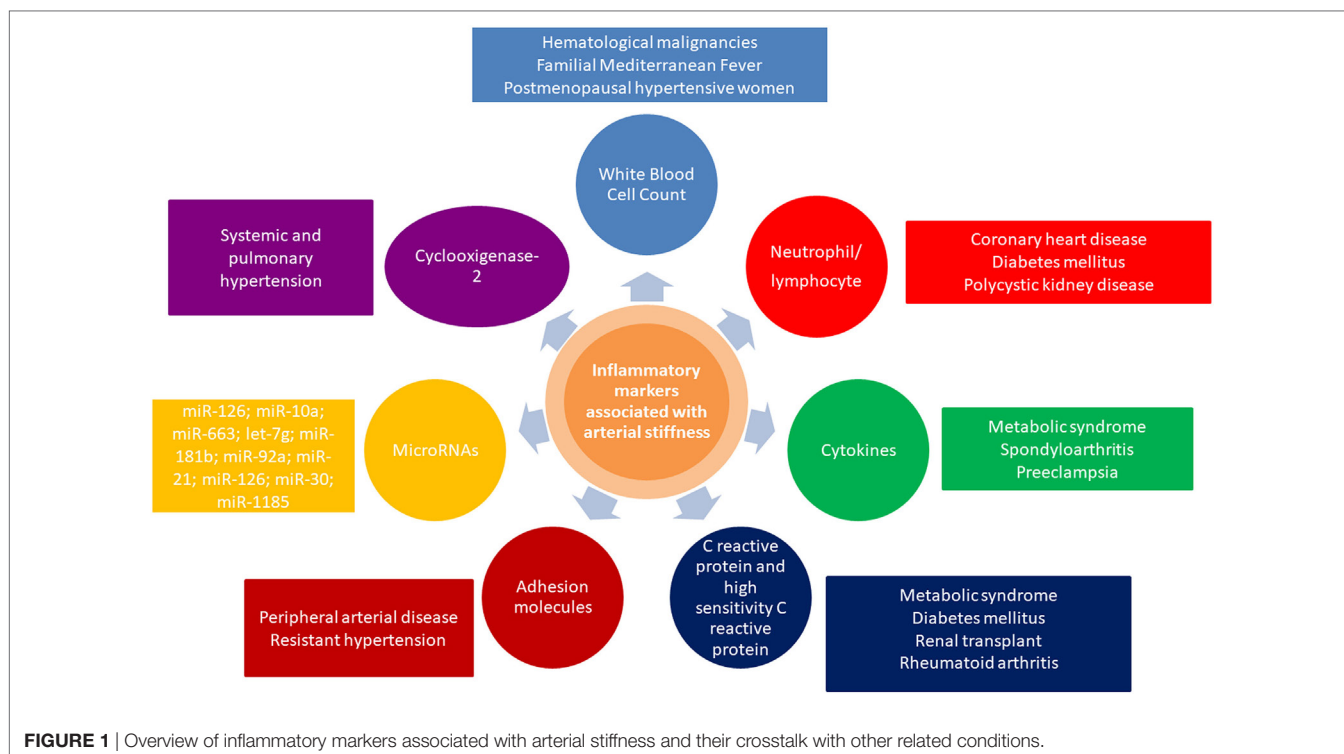 Hematological malignancies
Familial Mediterranean Fever
Postmenopausal hypertensive women
White Blood
Cell Count
Systemic and
pulmonary
hypertension
Cyclooxigenase-
2
Neutrophil/
lymphocyte
Coronary heart disease
Diabetes mellitus
Polycystic kidney disease
Inflammatory
markers
associated with
arterial stiffness
miR-126; miR-10a;
miR-663; let-7g; miR-
181b; miR-92a; miR-
21; miR-126; miR-30;
miR-1185
MicroRNAs
Cytokines
Metabolic syndrome
Spondyloarthritis
Preeclampsia
Peripheral arterial disease
Resistant hypertension
Adhesion
molecules
C reactive
protein and
high
sensitivity C
reactive
protein
Metabolic syndrome
Diabetes mellitus
Renal transplant
Rheumatoid arthritis
FIGURE 1 | Overview of inflammatory markers associated with arterial stiffness and their crosstalk with other related conditions.